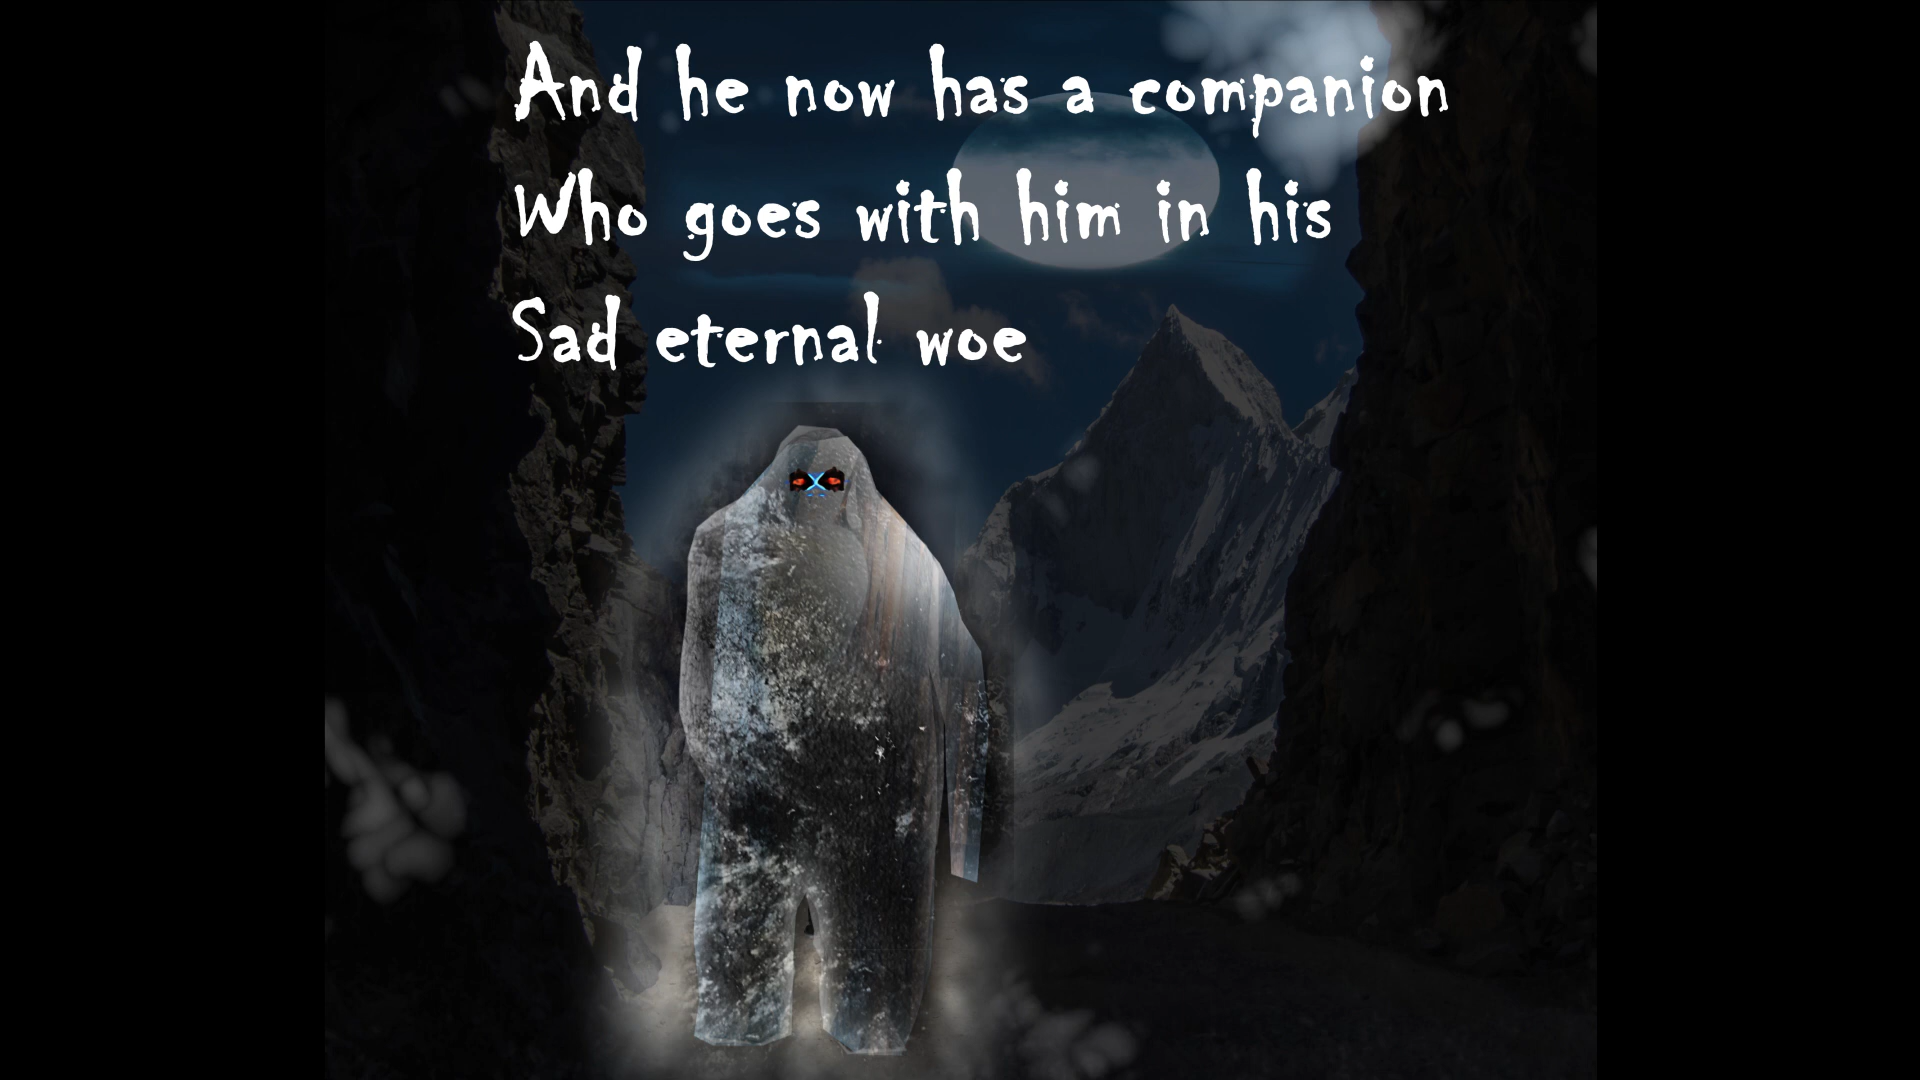 And he now has a companion
Who goes with him in his
Sad eternal woe